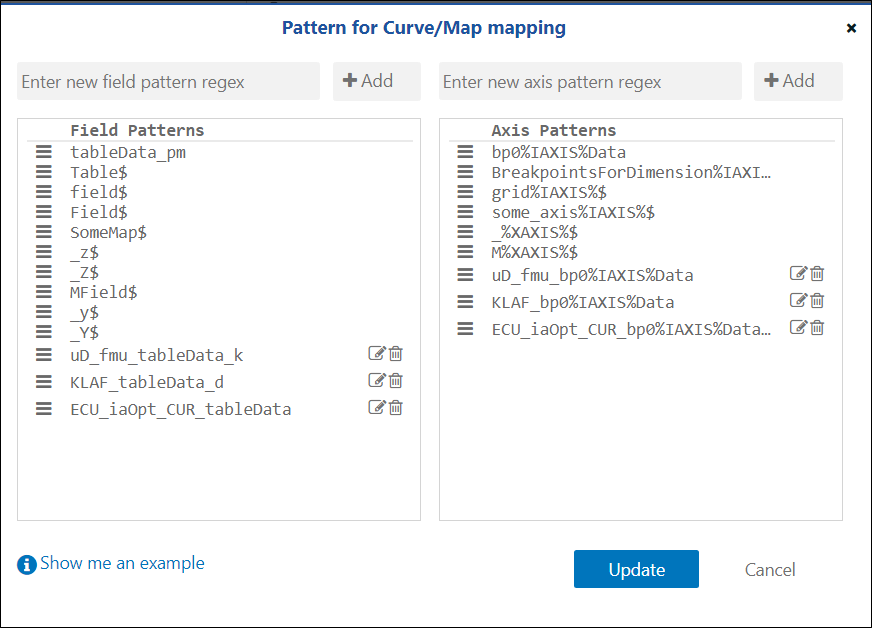 Pattern for Curve/Map mapping
Enter new field pattern regex
Add
Enter new axis pattern regex
Add
Field Patterns
tableData_pm
Table$
field$
Field$
SomeMap$
_z$
_Z$
MField$
_y$
_Y$
uD_fmu_tableData_k
KLAF_tableData_d
ECU_iaOpt_CUR_tableData
Axis Patterns
bp0%IAXIS%Data
BreakpointsForDimension%IAXI…
grid%IAXIS%$
some_axis%IAXIS%$
_%XAXIS%$
M%XAXIS%$
uD_fmu_bp0%IAXIS%Data
KLAF_bp0%IAXIS%Data
ECU_iaOpt_CUR_bp0%IAXIS%Data…
Show me an example
Update
Cancel